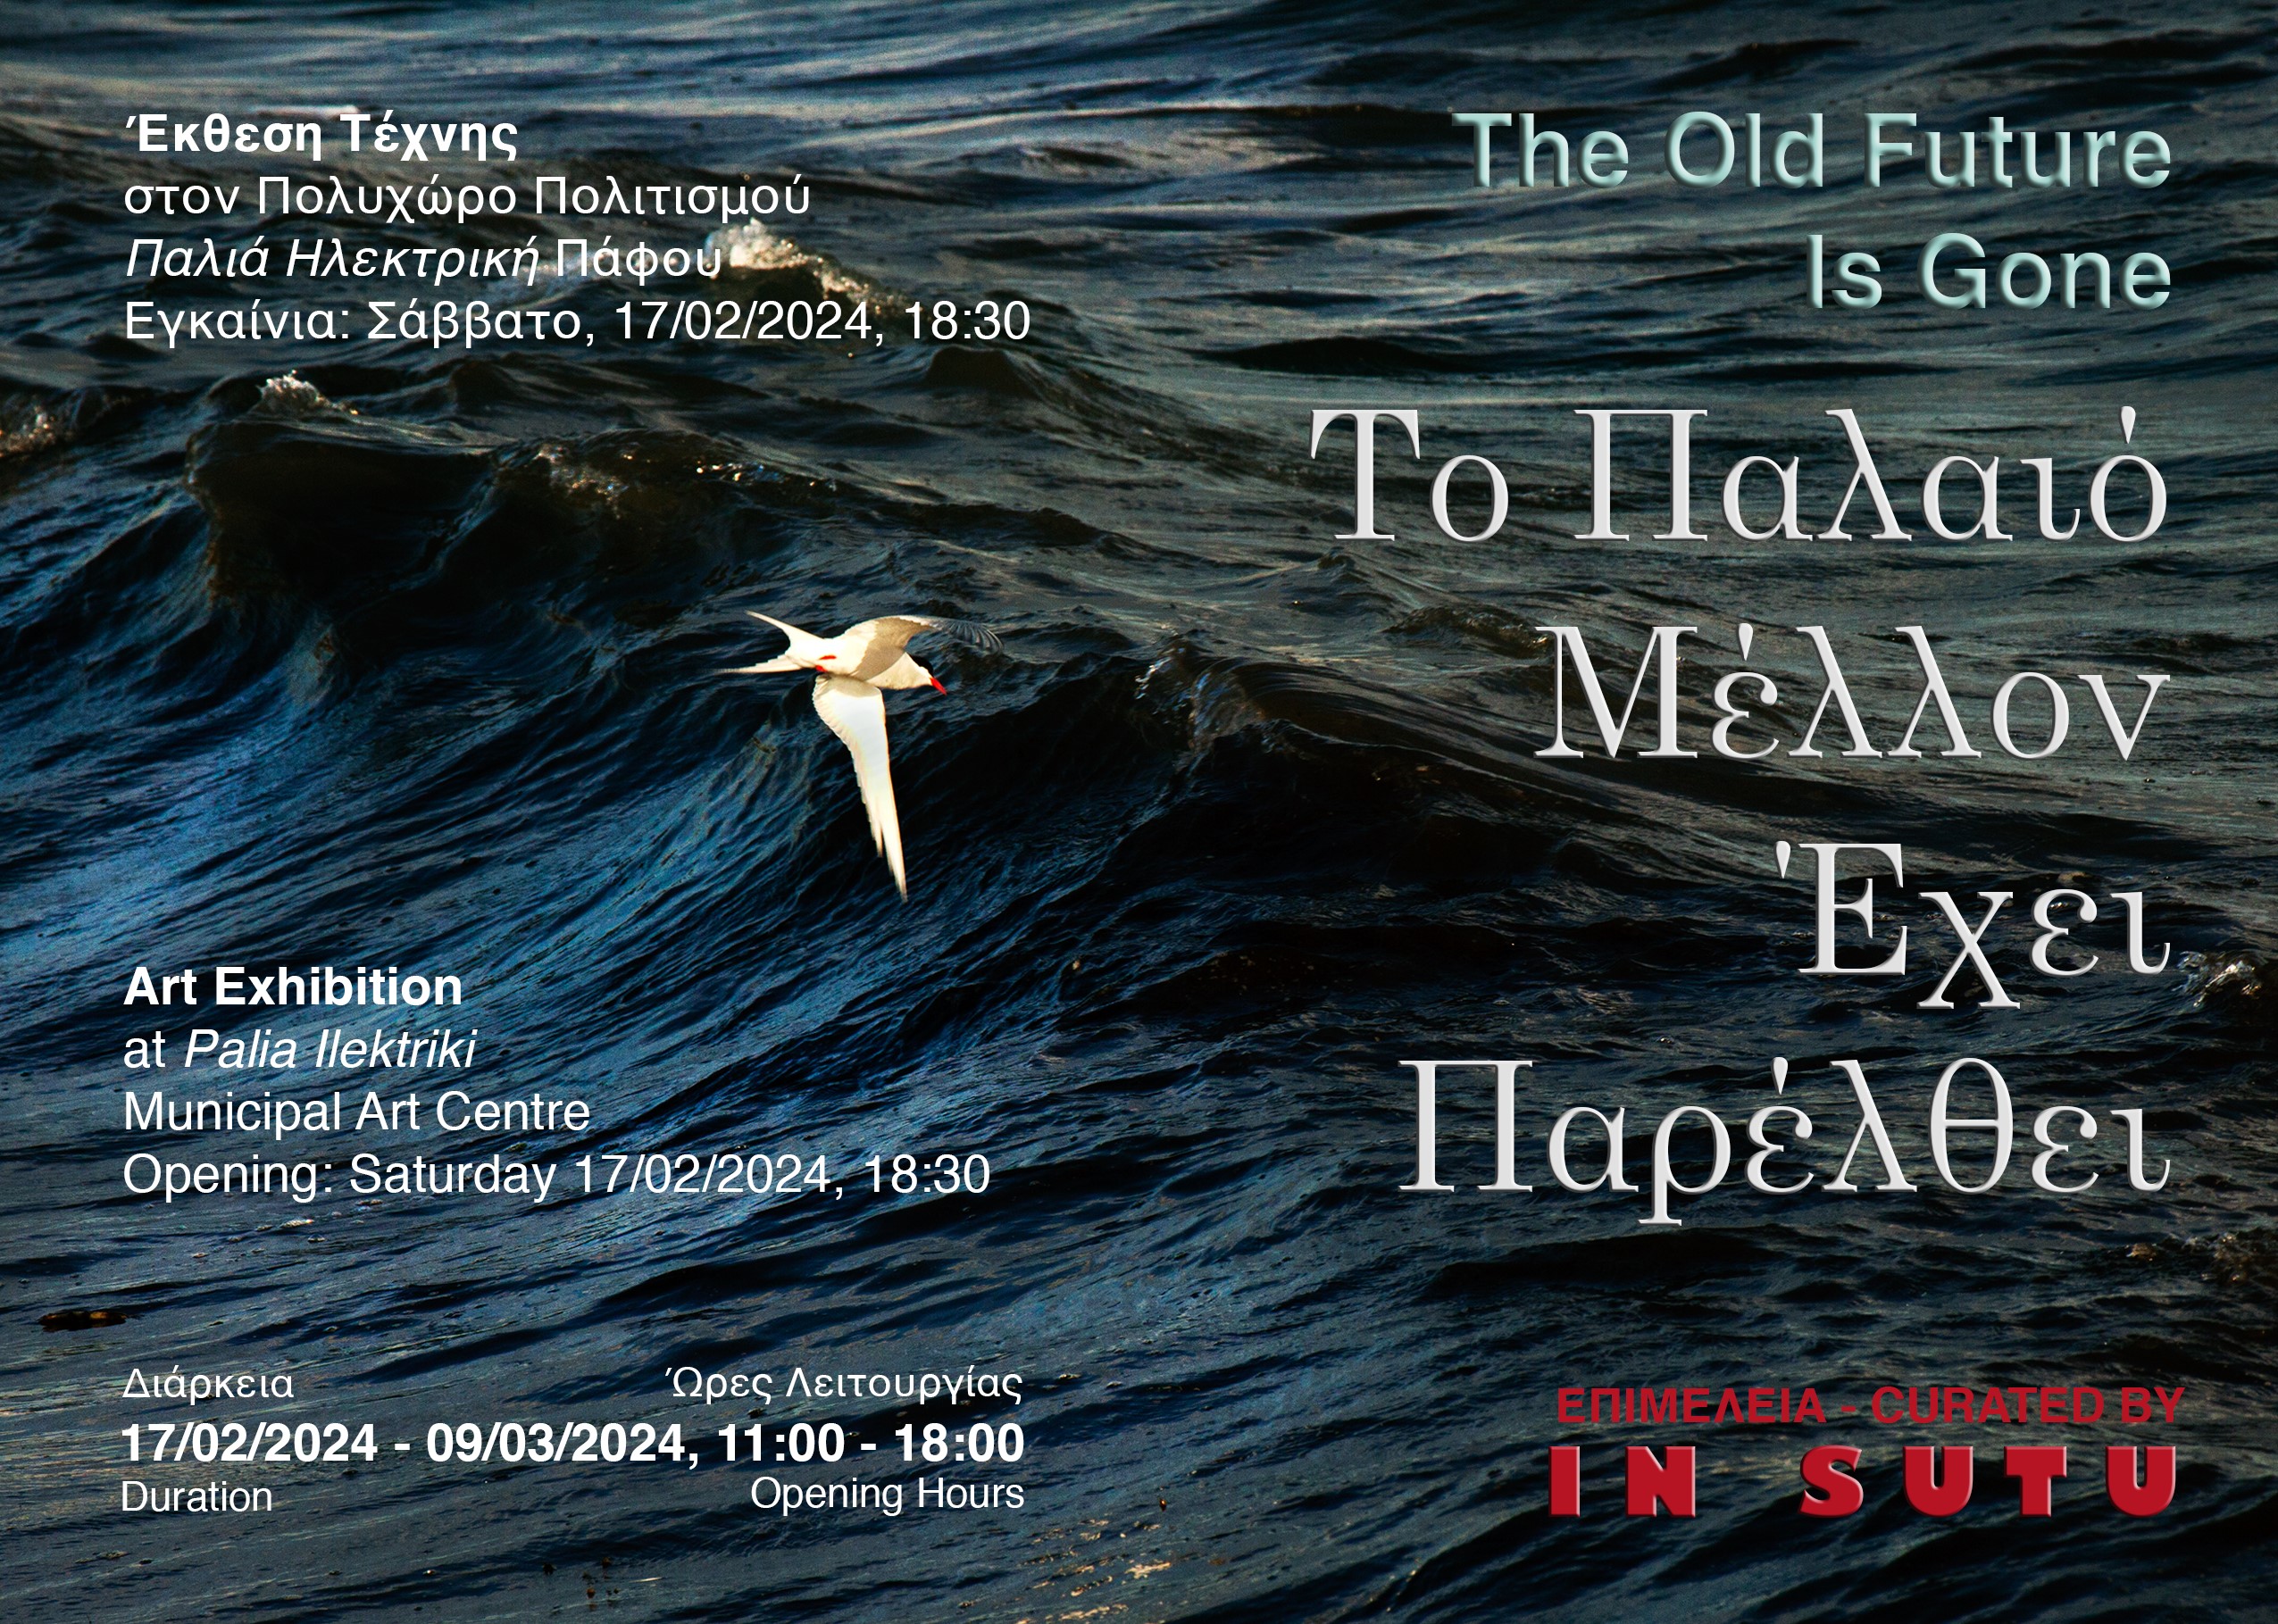 Έκθεση Τέχνης
στον Πολυχώρο Πολιτισμού
Παλιά Ηλεκτρική Πάφου
Εγκαίνια: Σάββατο, 17/02/2024, 18:30
The Old Future
Is Gone
Το Παλαιό
Μέλλον
Έχει
Παρέλθει
Art Exhibition
at Palia Ilektriki
Municipal Art Centre
Opening: Saturday 17/02/2024, 18:30
Διάρκεια Ώρες Λειτουργίας
17/02/2024 - 09/03/2024, 11:00 - 18:00
Duration Opening Hours
ΕΠΙΜΕΛΕΙΑ - CURATED BY
IN SUTU